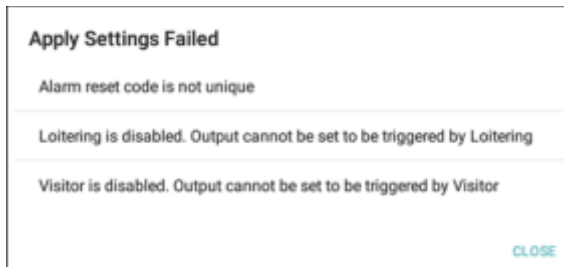 Apply Settings Failed
Alarm reset code is not unique
Loitering is disabled. Output cannot be set to be triggered by Loitering
Visitor is disabled. Output cannot be set to be triggered by Visitor
CLOSE